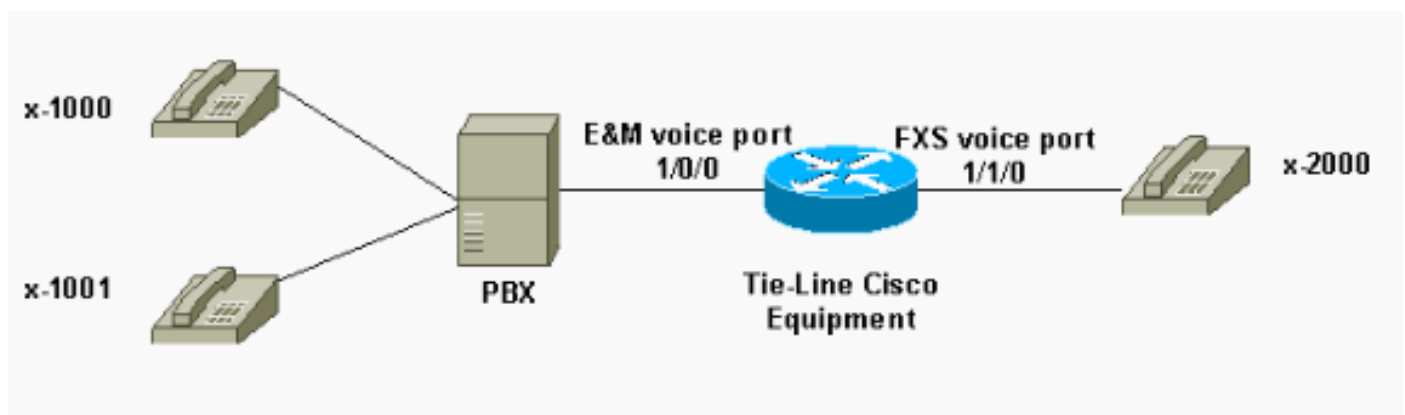 x-1000
E&M voice port
1/0/0
FXS voice port
1/1/0
x-2000
x-1001
PBX
Tie-Line Cisco
Equipment